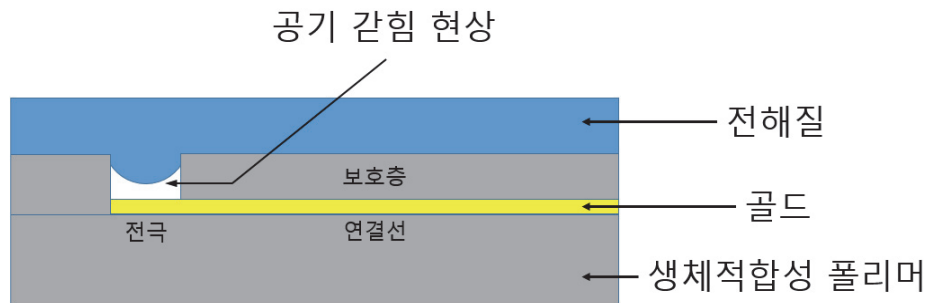 공기 갇힘 현상
전해질
보호층
골드
전극
연결선
생체적합성 폴리머